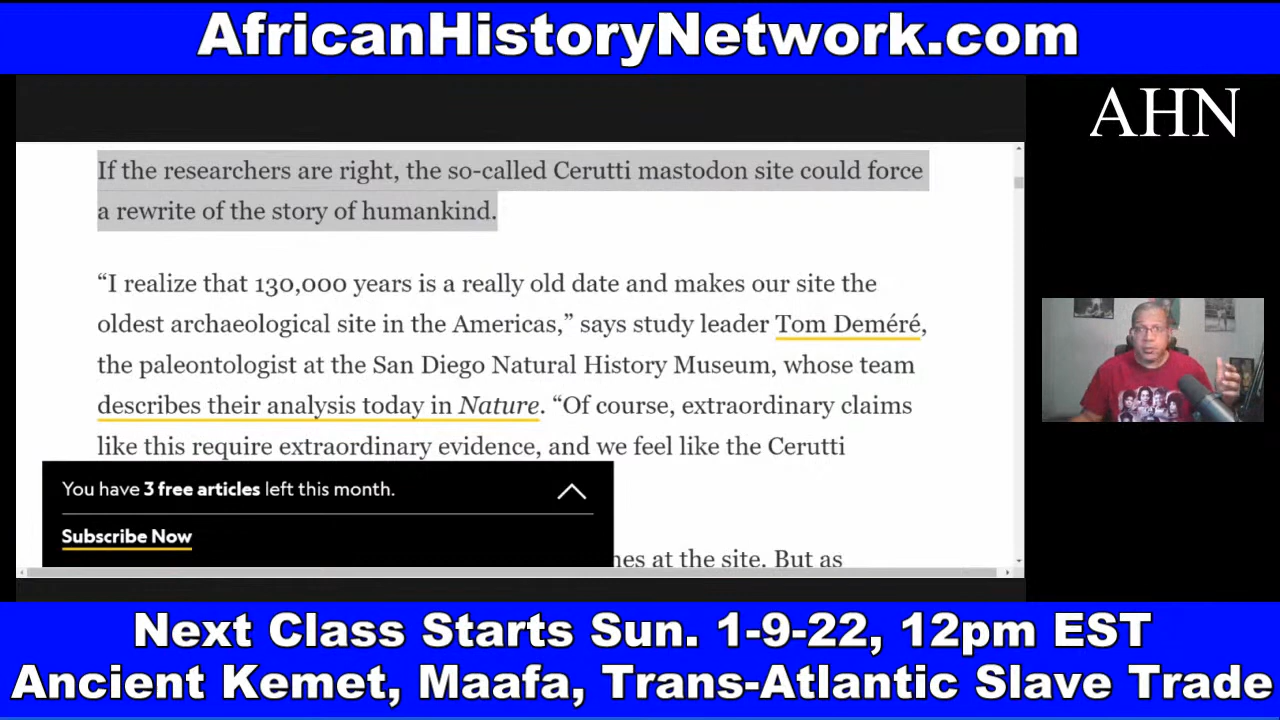 AfricanHistoryNetwork.com
AHN
If the researchers are right, the so-called Cerutti mastodon site could force
a rewrite of the story of humankind.
“I realize that 130,000 years is a really old date and makes our site the
oldest archaeological site in the Americas,” says study leader Tom Deméré,
the paleontologist at the San Diego Natural History Museum, whose team
describes their analysis today in Nature. “Of course, extraordinary claims
like this require extraordinary evidence, and we feel like the Cerutti
You have 3 free articles left this month.
Subscribe Now
at the site. But as
Next Class Starts Sun. 1-9-22, 12pm EST
Ancient Kemet, Maafa, Trans-Atlantic Slave Trade